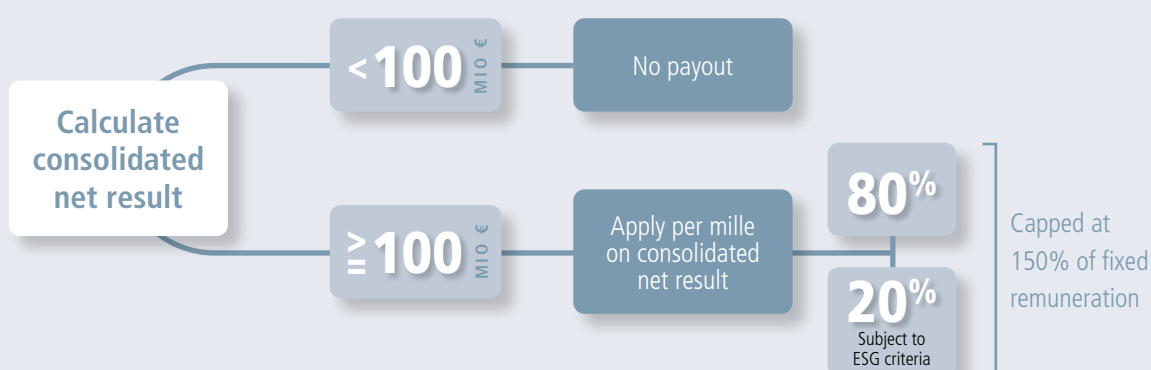 Calculate
consolidated
net result
<100 MIO €
No payout
≧100 MIO €
Apply per mille
on consolidated
net result
80%
20%
Subject to
ESG criteria
Capped at
150% of fixed
remuneration